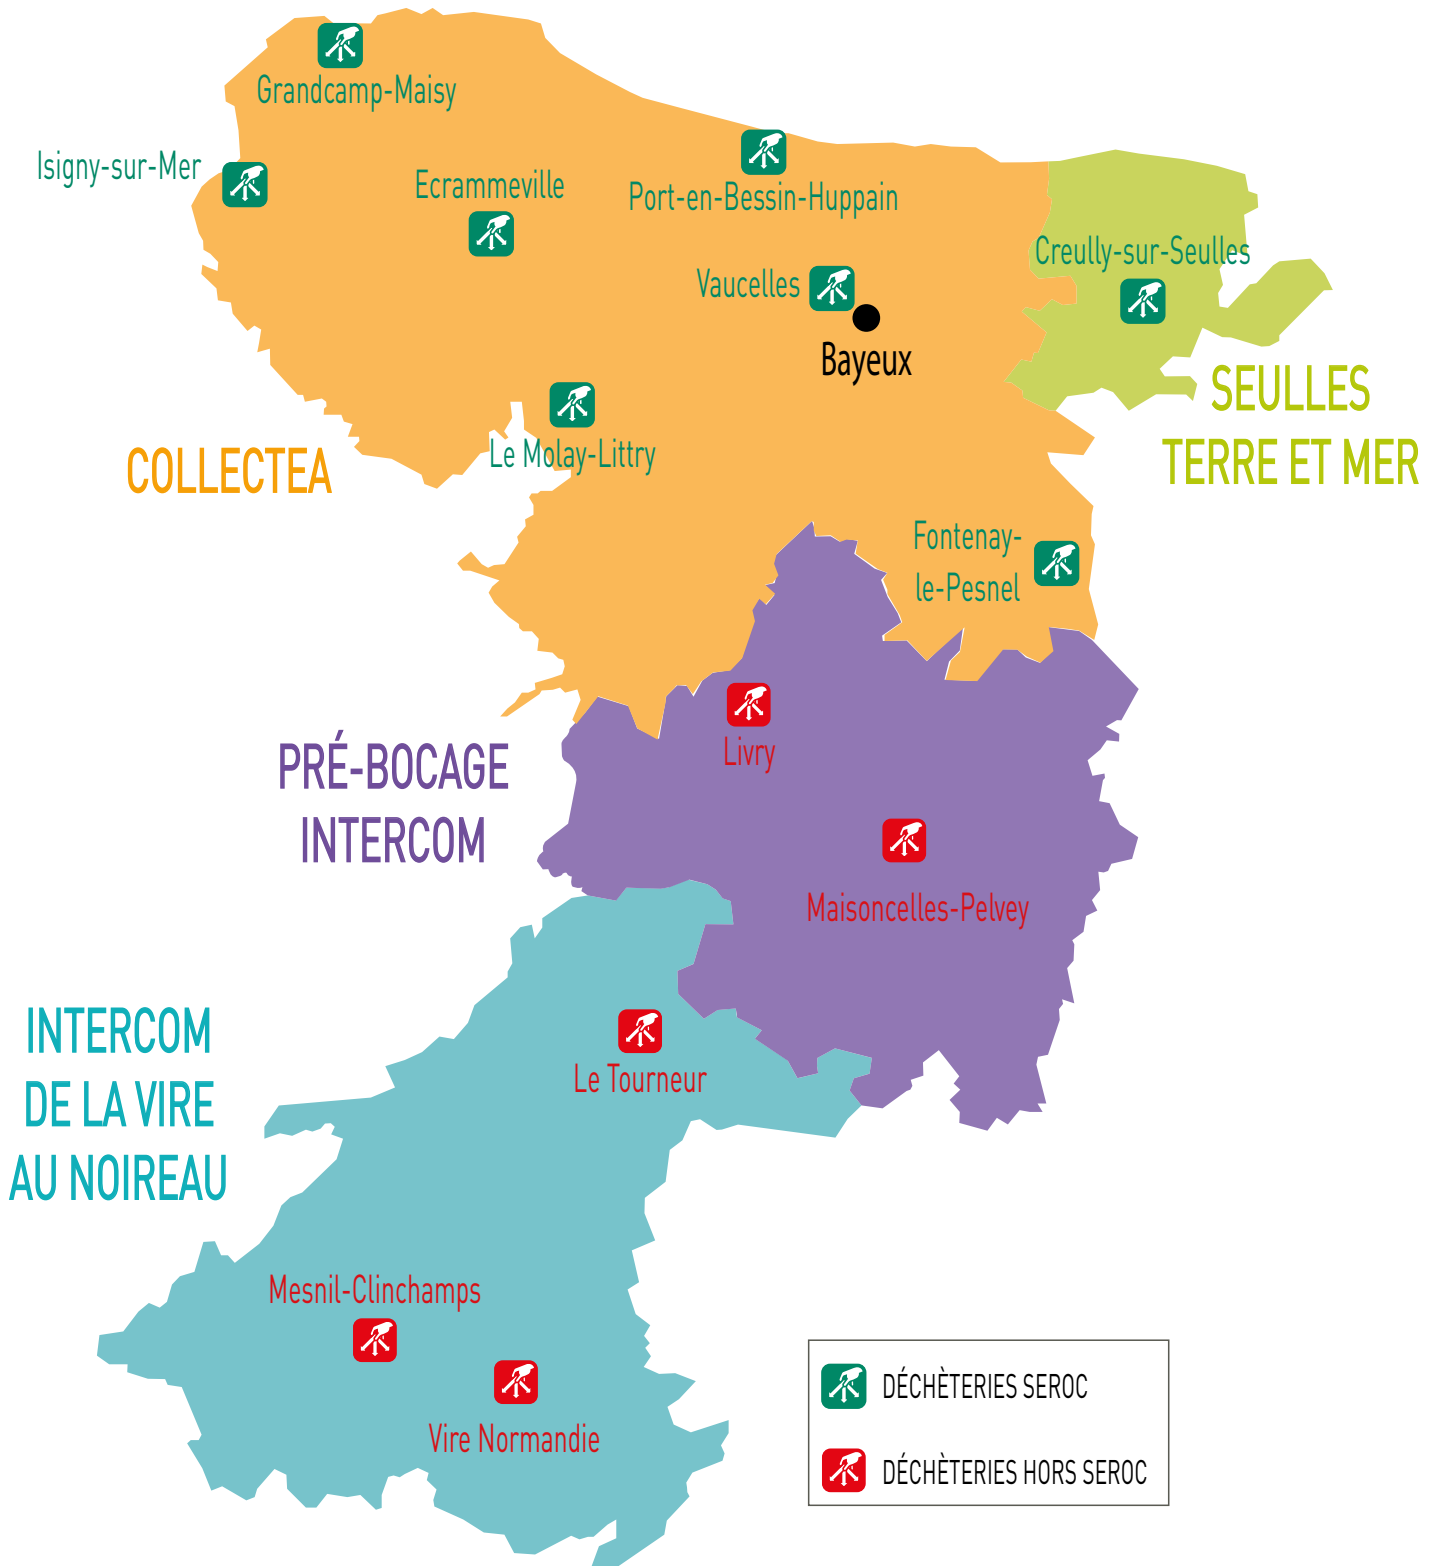 Grandcamp-Maisy
Isigny-sur-Mer
Ecrammeville
Port-en-Bessin-Huppain
Creully-sur-Seulles
Vaucelles
Bayeux
SEULLES
TERRE ET MER
Le Molay-Littry
COLLECTEA
Fontenay-
le-Pesnel
PRÉ-BOCAGE
INTERCOM
Livry
Maisoncelles-Pelvey
INTERCOM
DE LA VIRE
AU NOIREAU
Le Tourneur
Mesnil-Clinchamps
Vire Normandie
DÉCHÈTERIES SEROC
DÉCHÈTERIES HORS SEROC